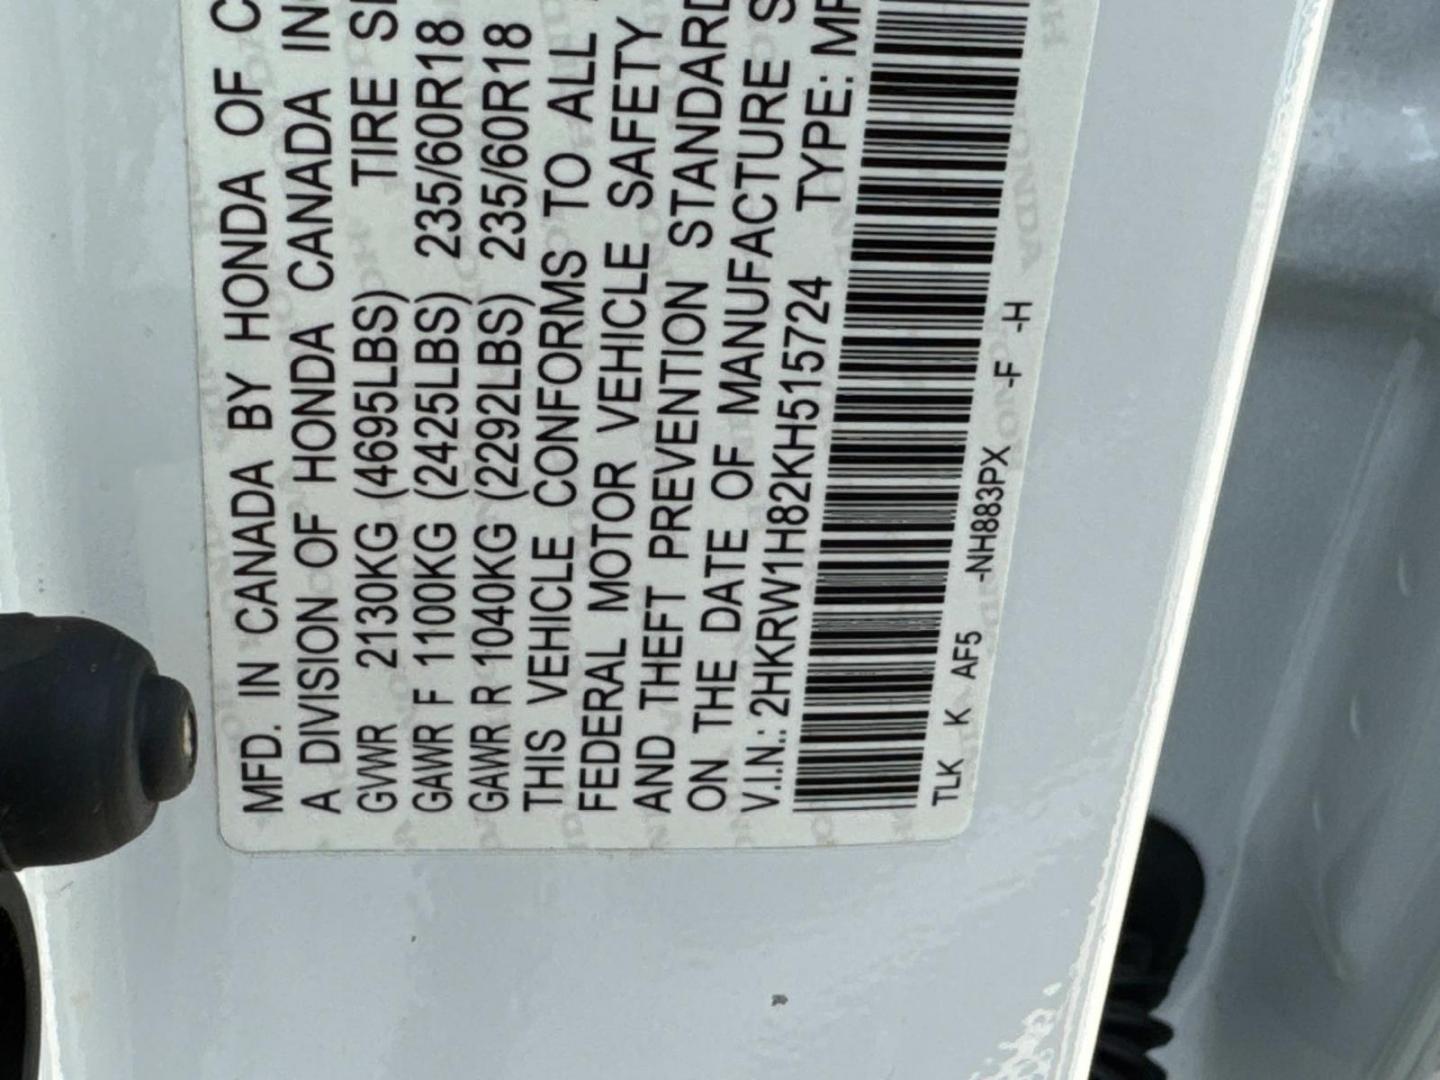 MFD. IN CANADA BY HONDA OF C
A DIVISION OF HONDA CANADA IN
GVWR 2130KG (4695LBS) TIRE SI
GAWR F 1100KG (2425LBS) 235/60R18
GAWR R 1040KG (2292LBS) 235/60R18
THIS VEHICLE CONFORMS TO ALL
FEDERAL MOTOR VEHICLE SAFETY
AND THEFT PREVENTION STANDARD
ON THE DATE OF MANUFACTURE S
V.I.N.: 2HKRW1H82KH515724 TYPE: MP
TLK K AF5 -NH883PX -F -H